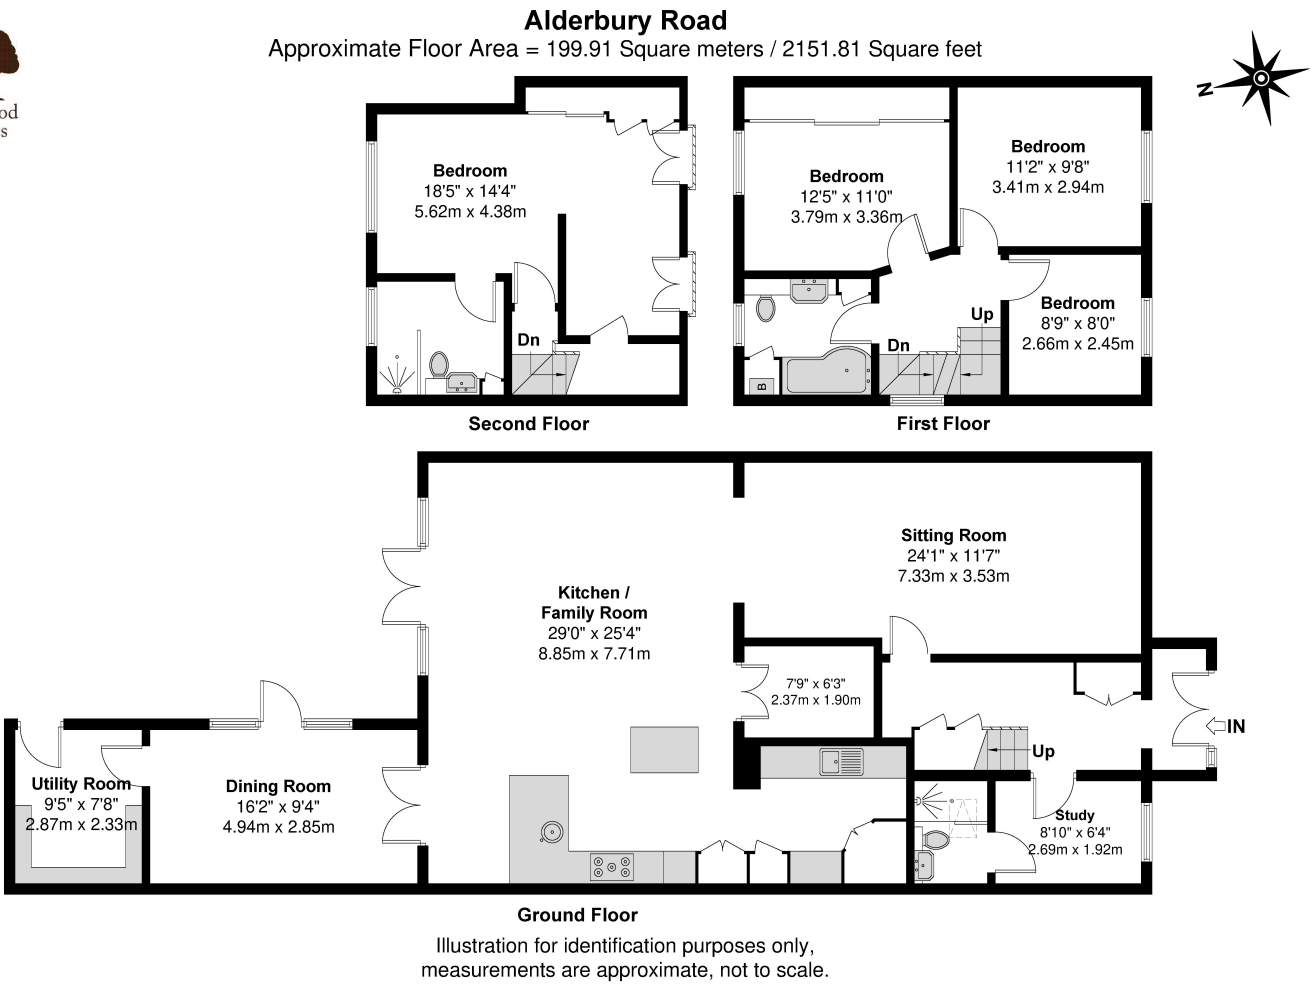 Alderbury Road
Approximate Floor Area = 199.91 Square meters / 2151.81 Square feet
od
s
N
Bedroom
18'5" x 14'4"
5.62m x 4.38m
Dn
Second Floor
Bedroom
12'5" x 11'0"
3.79m x 3.36m
Bedroom
11'2" x 9'8"
3.41m x 2.94m
Bedroom
8'9" x 8'0"
2.66m x 2.45m
Up
Dn
B
First Floor
Sitting Room
24'1" x 11'7"
7.33m x 3.53m
Kitchen /
Family Room
29'0" x 25'4"
8.85m x 7.71m
7'9" x 6'3"
2.37m x 1.90m
IN
Up
Utility Room
9'5" x 7'8"
2.87m x 2.33m
Dining Room
16'2" x 9'4"
4.94m x 2.85m
Study
8'10" x 6'4"
2.69m x 1.92m
Ground Floor
Illustration for identification purposes only,
measurements are approximate, not to scale.